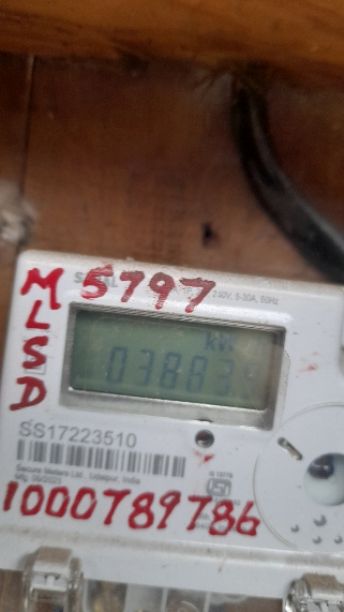 5797
230V, 5-30A, 50Hz
MLSD
kW
03883
SS17223510
Secure Meters Ltd., Udaipur, India
1000789786